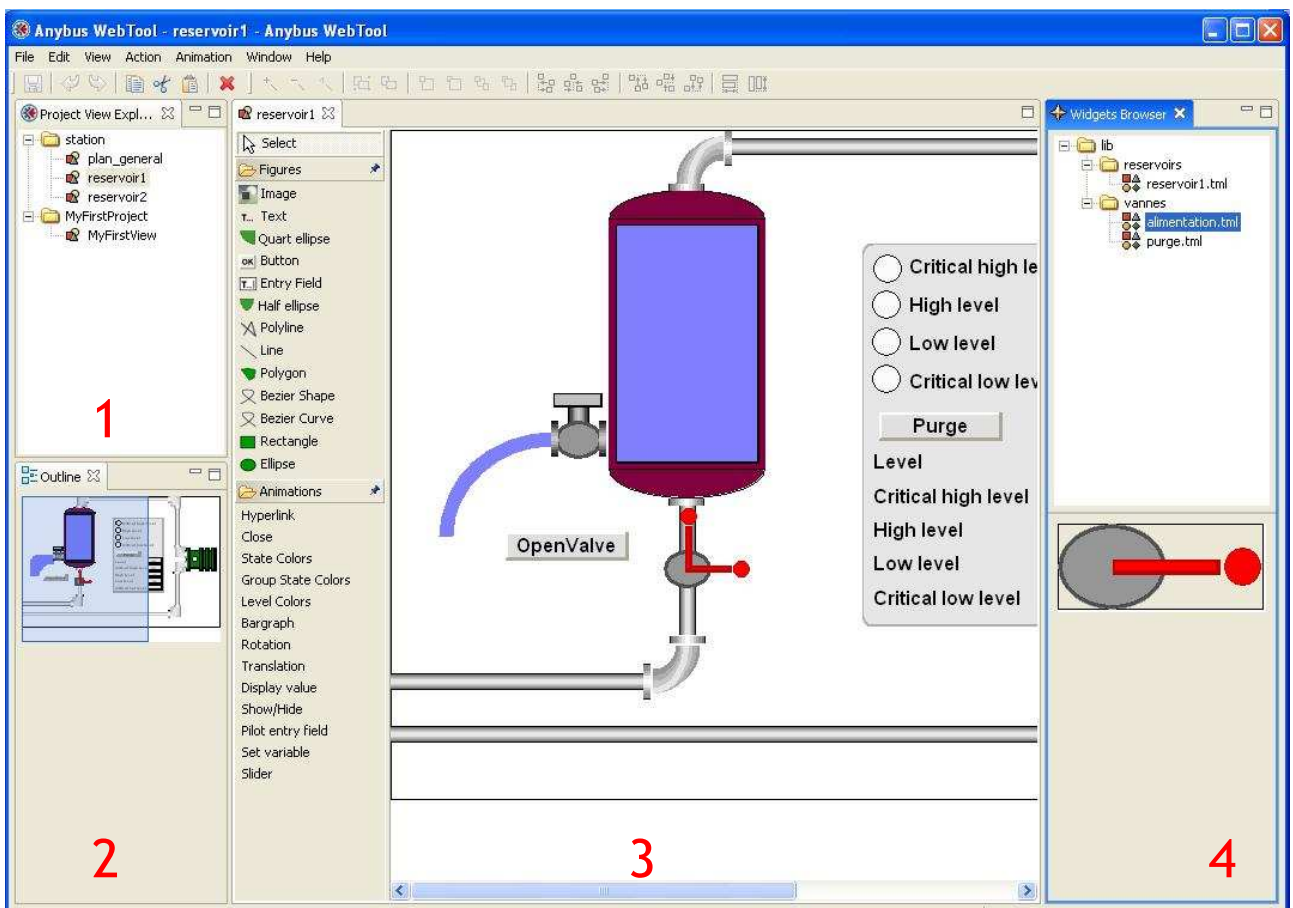 Anybus WebTool - reservoir1 - Anybus WebTool
File Edit View Action Animation Window Help
Project View Expl...
station
plan_general
reservoir1
reservoir2
MyFirstProject
MyFirstView
1
Outline
2
reservoir1
Select
Figures
Image
T... Text
Quart ellipse
OK Button
T...| Entry Field
Half ellipse
Polyline
Line
Polygon
Bezier Shape
Bezier Curve
Rectangle
Ellipse
Animations
Hyperlink
Close
State Colors
Group State Colors
Level Colors
Bargraph
Rotation
Translation
Display value
Show/Hide
Pilot entry field
Set variable
Slider
OpenValve
Critical high le
High level
Low level
Critical low lev
Purge
Level
Critical high level
High level
Low level
Critical low level
3
Widgets Browser
lib
reservoirs
reservoir1.tml
vannes
alimentation.tml
purge.tml
4